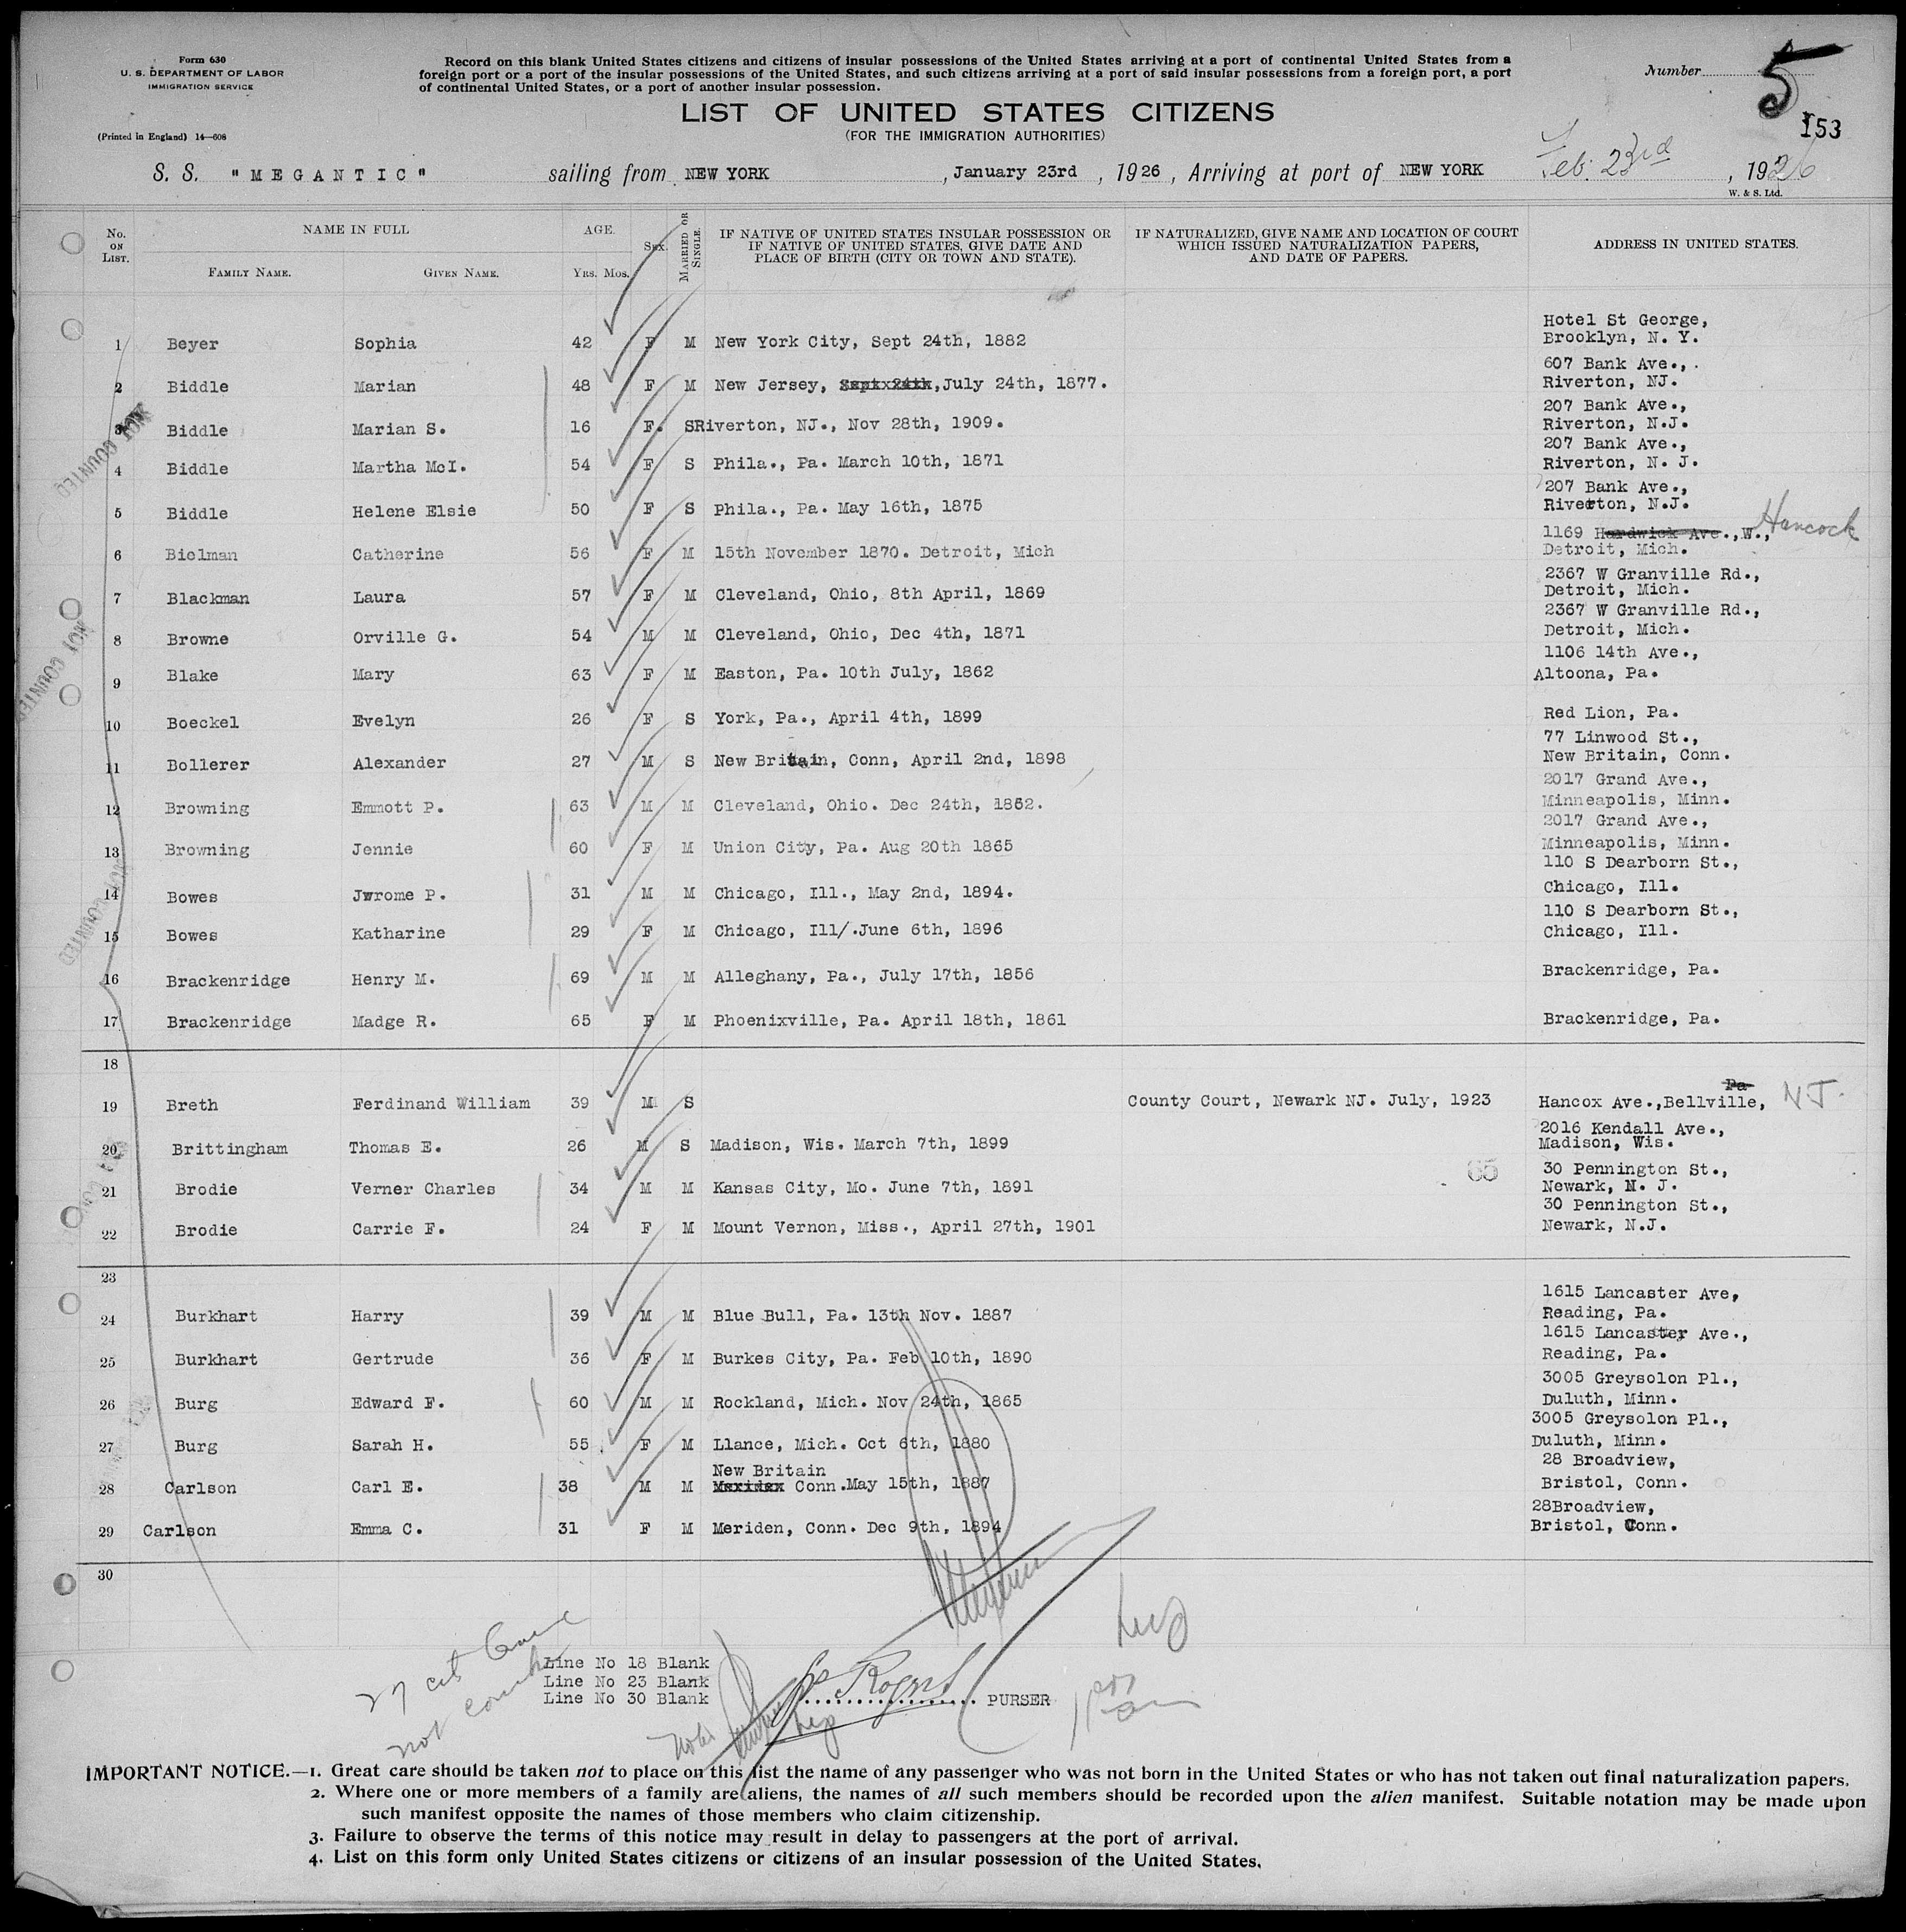 Form 630
U. S. DEPARTMENT OF LABOR
IMMIGRATION SERVICE
(Printed in England) 14—608
Record on this blank United States citizens and citizens of insular possessions of the United States arriving at a port of continental United States from a
foreign port or a port of the insular possessions of the United States, and such citizens arriving at a port of said insular possessions from a foreign port, a port
of continental United States, or a port of another insular possession.
Number 5
153
LIST OF UNITED STATES CITIZENS
(FOR THE IMMIGRATION AUTHORITIES)
S. S. "MEGANTIC" sailing from NEW YORK, January 23rd, 1926, Arriving at port of NEW YORK Feb. 23rd, 1926
W. & S. Ltd.
No. ON LIST. NAME IN FULL AGE. SEX. MARRIED OR SINGLE. IF NATIVE OF UNITED STATES INSULAR POSSESSION OR IF NATIVE OF UNITED STATES, GIVE DATE AND PLACE OF BIRTH (CITY OR TOWN AND STATE). IF NATURALIZED, GIVE NAME AND LOCATION OF COURT WHICH ISSUED NATURALIZATION PAPERS, AND DATE OF PAPERS. ADDRESS IN UNITED STATES.
FAMILY NAME. GIVEN NAME. YRS. MOS.
1 Beyer Sophia 42 F M New York City, Sept 24th, 1882 Hotel St George, Brooklyn, N. Y.
2 Biddle Marian 48 F M New Jersey, Sept 24th, July 24th, 1877. 607 Bank Ave., Riverton, NJ.
3 Biddle Marian S. 16 F. S Riverton, NJ., Nov 28th, 1909. 207 Bank Ave., Riverton, N.J.
4 Biddle Martha McI. 54 F S Phila., Pa. March 10th, 1871 207 Bank Ave., Riverton, N. J.
5 Biddle Helene Elsie 50 F S Phila., Pa. May 16th, 1875 207 Bank Ave., Riverton, N.J.
6 Bielman Catherine 56 F M 15th November 1870. Detroit, Mich 1169 Hardwick Ave.,W., Hancock Detroit, Mich.
7 Blackman Laura 57 F M Cleveland, Ohio, 8th April, 1869 2367 W Granville Rd., Detroit, Mich.
8 Browne Orville G. 54 M M Cleveland, Ohio, Dec 4th, 1871 2367 W Granville Rd., Detroit, Mich.
9 Blake Mary 63 F M Easton, Pa. 10th July, 1862 1106 14th Ave., Altoona, Pa.
10 Boeckel Evelyn 26 F S York, Pa., April 4th, 1899 Red Lion, Pa.
11 Bollerer Alexander 27 M S New Britain, Conn, April 2nd, 1898 77 Linwood St., New Britain, Conn.
12 Browning Emmott P. 63 M M Cleveland, Ohio. Dec 24th, 1862. 2017 Grand Ave., Minneapolis, Minn.
13 Browning Jennie 60 F M Union City, Pa. Aug 20th 1865 2017 Grand Ave., Minneapolis, Minn.
14 Bowes Jwrome P. 31 M M Chicago, Ill., May 2nd, 1894. 110 S Dearborn St., Chicago, Ill.
15 Bowes Katharine 29 F M Chicago, Ill/.June 6th, 1896 110 S Dearborn St., Chicago, Ill.
16 Brackenridge Henry M. 69 M M Alleghany, Pa., July 17th, 1856 Brackenridge, Pa.
17 Brackenridge Madge R. 65 F M Phoenixville, Pa. April 18th, 1861 Brackenridge, Pa.
18
19 Breth Ferdinand William 39 M S County Court, Newark NJ. July, 1923 Hancox Ave.,Bellville, Pa N.J.
20 Brittingham Thomas E. 26 M S Madison, Wis. March 7th, 1899 2016 Kendall Ave., Madison, Wis.
65
21 Brodie Verner Charles 34 M M Kansas City, Mo. June 7th, 1891 30 Pennington St., Newark, N. J.
22 Brodie Carrie F. 24 F M Mount Vernon, Miss., April 27th, 1901 30 Pennington St., Newark, N.J.
23
24 Burkhart Harry 39 M M Blue Bull, Pa. 13th Nov. 1887 1615 Lancaster Ave, Reading, Pa.
25 Burkhart Gertrude 36 F M Burkes City, Pa. Feb 10th, 1890 1615 Lancaster Ave., Reading, Pa.
26 Burg Edward F. 60 M M Rockland, Mich. Nov 24th, 1865 3005 Greysolon Pl., Duluth, Minn.
27 Burg Sarah H. 55 F M Llance, Mich. Oct 6th, 1880 3005 Greysolon Pl., Duluth, Minn.
28 Carlson Carl E. 38 M M New Britain Meriden Conn.May 15th, 1887 28 Broadview, Bristol, Conn.
29 Carlson Emma C. 31 F M Meriden, Conn. Dec 9th, 1894 28Broadview, Bristol, Conn.
30
NOT COUNTED
NOT COUNTED
NOT COUNTED
27 cit
not
Line No 18 Blank
Line No 23 Blank
Line No 30 Blank
PURSER
IMPORTANT NOTICE.—1. Great care should be taken not to place on this list the name of any passenger who was not born in the United States or who has not taken out final naturalization papers.
2. Where one or more members of a family are aliens, the names of all such members should be recorded upon the alien manifest. Suitable notation may be made upon
such manifest opposite the names of those members who claim citizenship.
3. Failure to observe the terms of this notice may result in delay to passengers at the port of arrival.
4. List on this form only United States citizens or citizens of an insular possession of the United States.